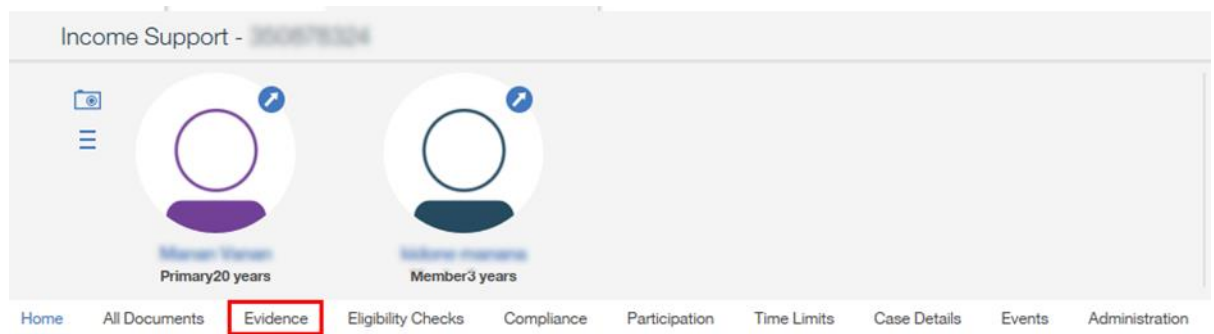 Income Support -
Primary20 years
Member3 years
Home All Documents Evidence Eligibility Checks Compliance Participation Time Limits Case Details Events Administration